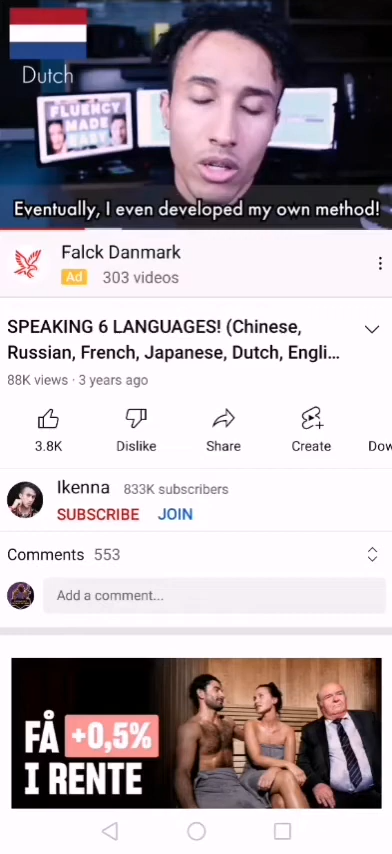 Dutch
FLUENCY
MADE
EASY
Eventually, I even developed my own method!
Falck Danmark
Ad 303 videos
SPEAKING 6 LANGUAGES! (Chinese,
Russian, French, Japanese, Dutch, Engli...
88K views · 3 years ago
3.8K Dislike Share Create Dow
Ikenna 833K subscribers
SUBSCRIBE JOIN
Comments 553
Add a comment...
FÅ +0,5%
I RENTE